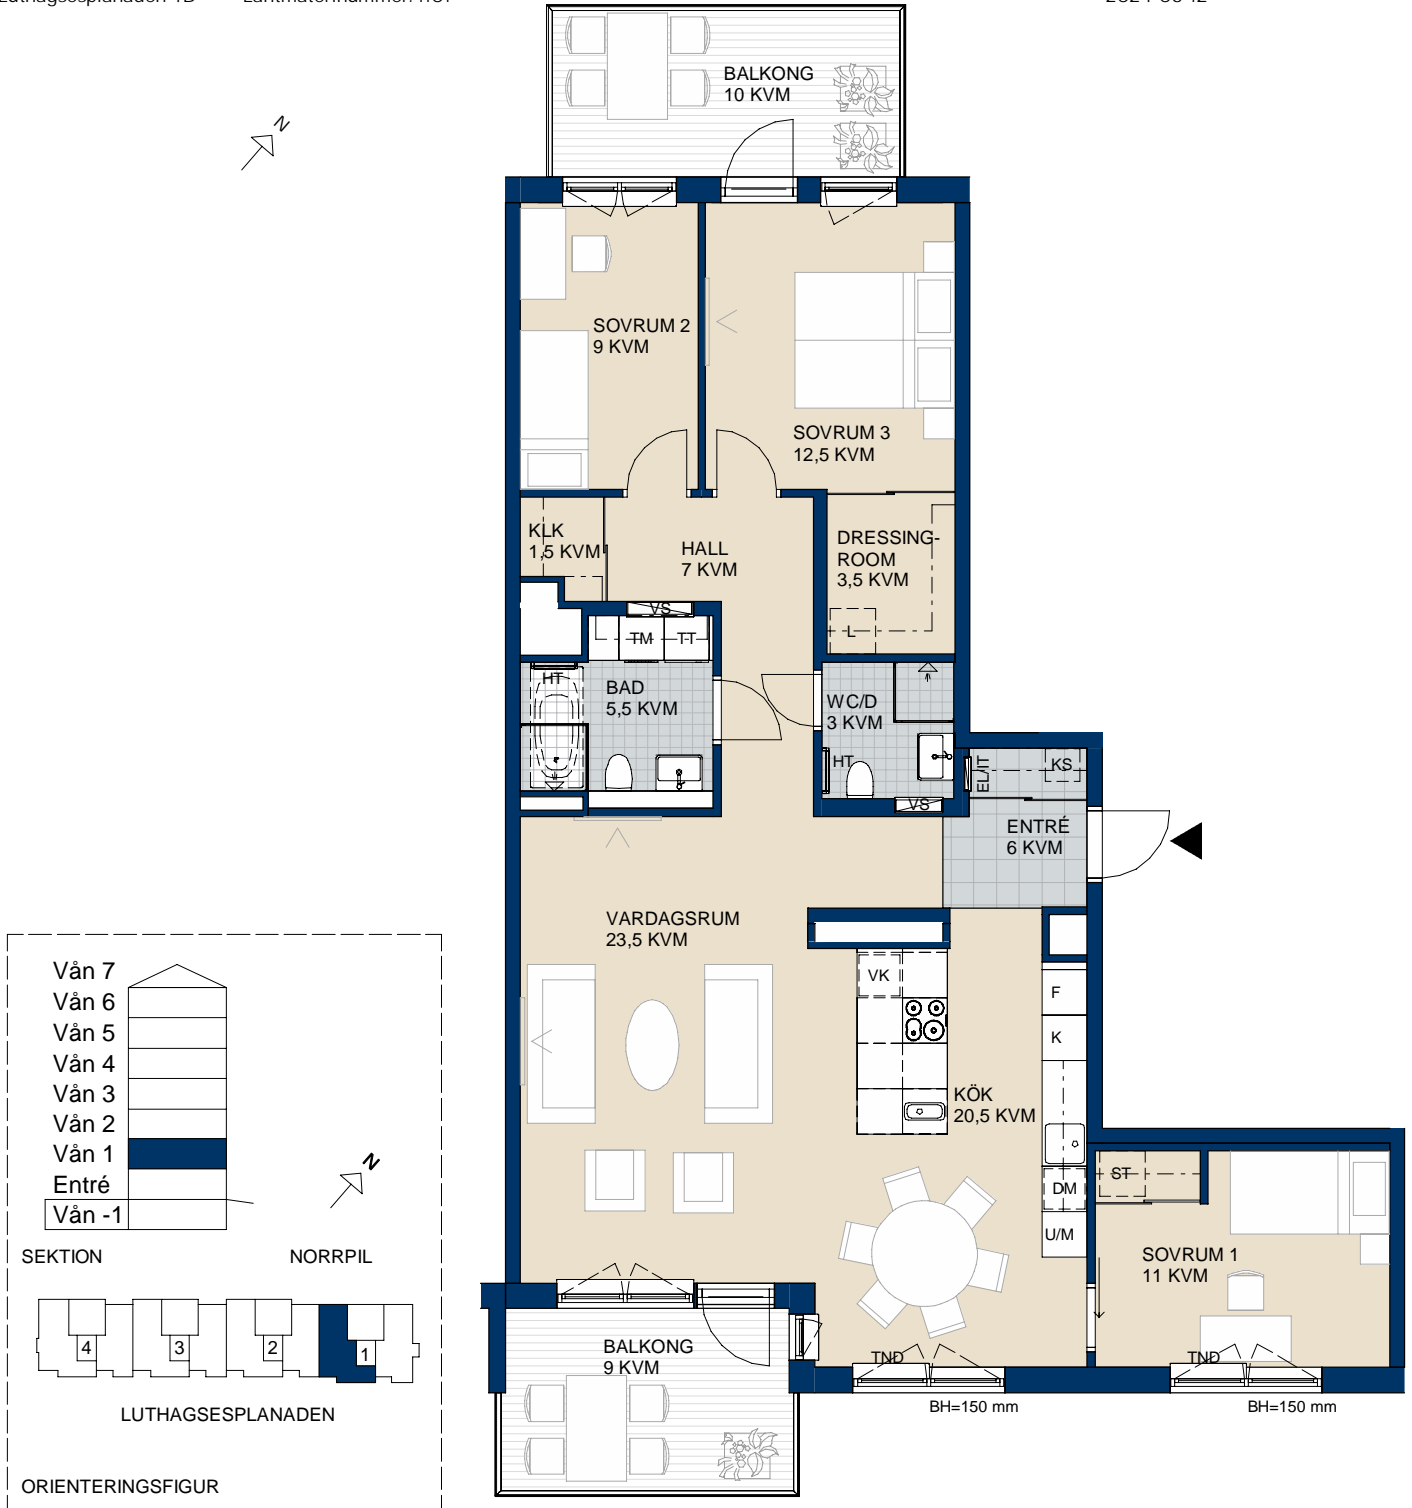 BALKONG
10 KVM
N
SOVRUM 2
9 KVM
SOVRUM 3
12,5 KVM
KLK
1,5 KVM
HALL
7 KVM
DRESSING-
ROOM
3,5 KVM
VS
TM
TT
L
HT
BAD
5,5 KVM
WC/D
3 KVM
HT
VS
EL/IT
KS
ENTRÉ
6 KVM
VARDAGSRUM
23,5 KVM
VK
F
K
KÖK
20,5 KVM
DM
U/M
ST
SOVRUM 1
11 KVM
BALKONG
9 KVM
TND
TND
BH=150 mm
BH=150 mm
Vån 7
Vån 6
Vån 5
Vån 4
Vån 3
Vån 2
Vån 1
Entré
Vån -1
N
SEKTION
NORRPIL
4
3
2
1
LUTHAGSESPLANADEN
ORIENTERINGSFIGUR